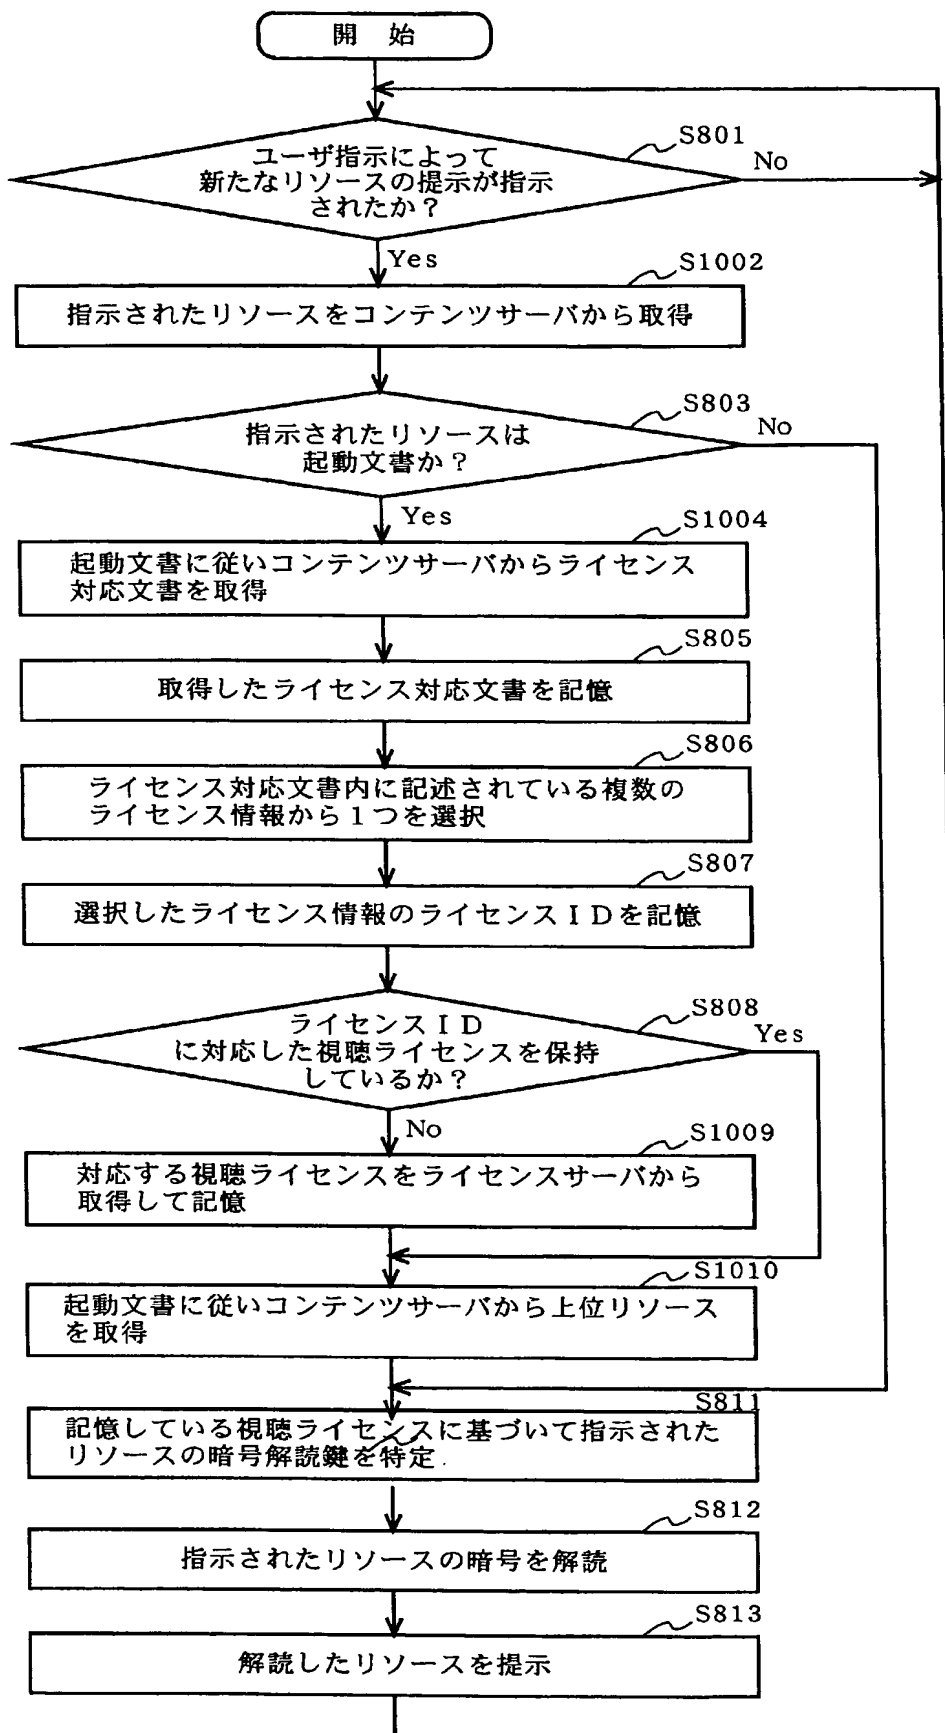 開 始
S801
ユーザ指示によって
No
新たなリソースの提示が指示
されたか？
Yes
S1002
指示されたリソースをコンテンツサーバから取得
S803
No
指示されたリソースは
起動文書か？
Yes
S1004
起動文書に従いコンテンツサーバからライセンス
対応文書を取得
S805
取得したライセンス対応文書を記憶
S806
ライセンス対応文書内に記述されている複数の
ライセンス情報から１つを選択
S807
選択したライセンス情報のライセンスＩＤを記憶
S808
ライセンスＩＤ
Yes
に対応した視聴ライセンスを保持
しているか？
No
S1009
対応する視聴ライセンスをライセンスサーバから
取得して記憶
S1010
起動文書に従いコンテンツサーバから上位リソース
を取得
S811
記憶している視聴ライセンスに基づいて指示された
リソースの暗号解読鍵を特定
S812
指示されたリソースの暗号を解読
S813
解読したリソースを提示